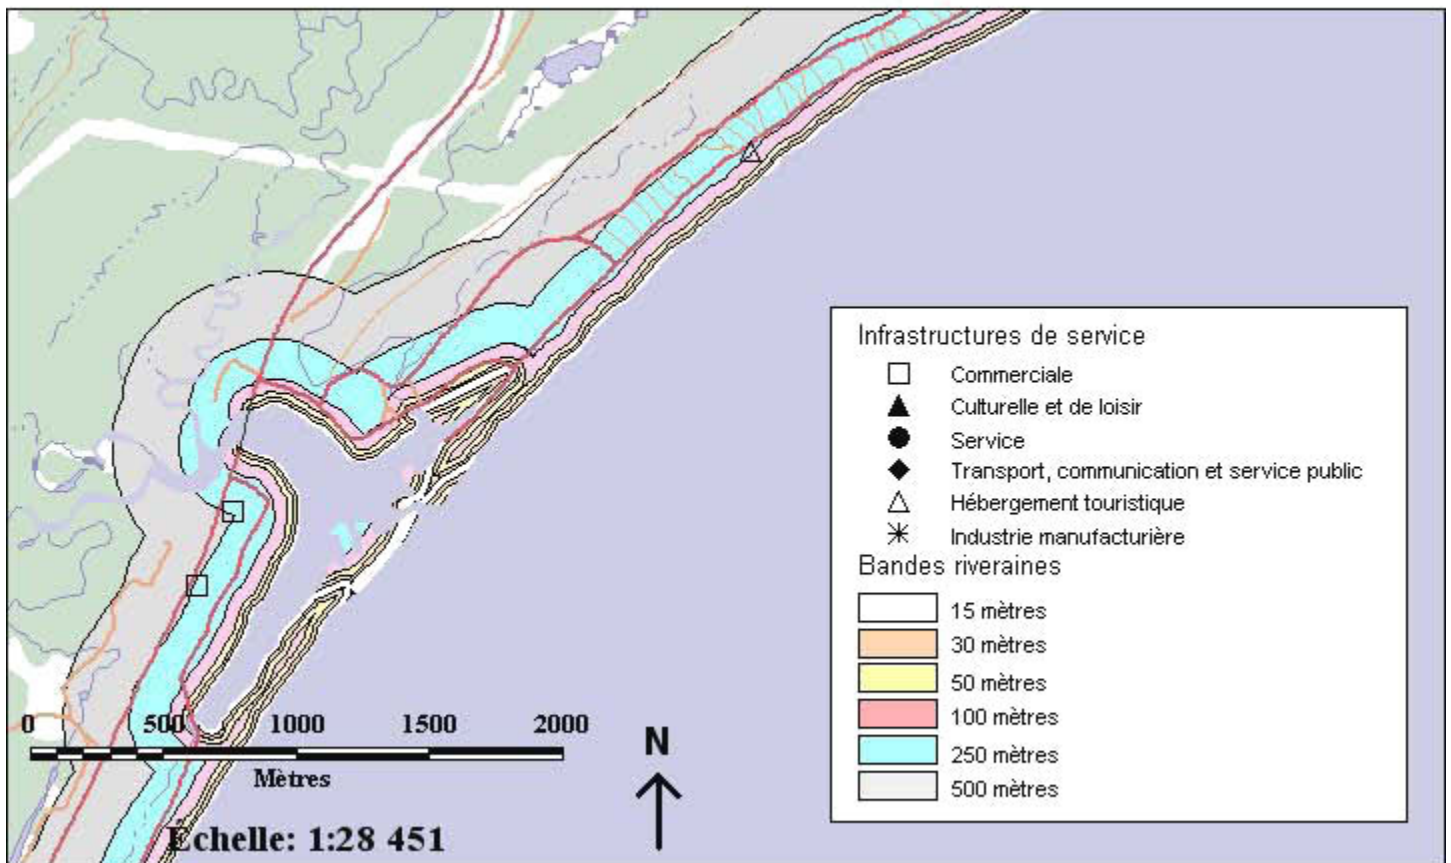 Infrastructures de service
Commerciale
Culturelle et de loisir
Service
Transport, communication et service public
Hébergement touristique
Industrie manufacturière
Bandes riveraines
15 mètres
30 mètres
50 mètres
100 mètres
250 mètres
500 mètres
0 500 1000 1500 2000
Mètres
N
Échelle: 1:28 451